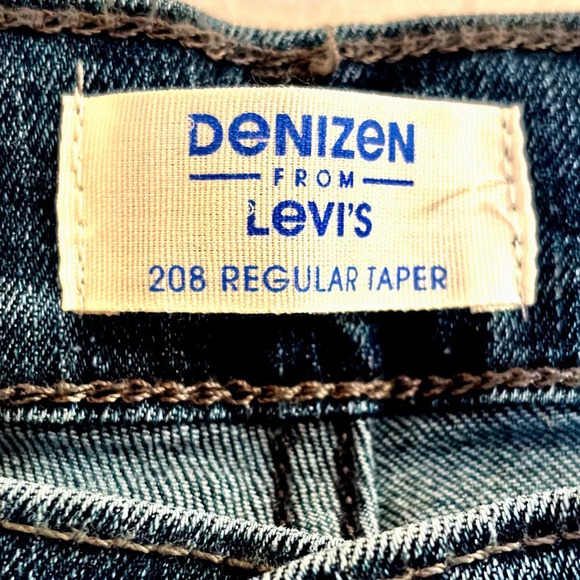 DeNIZeN
FROM
LeVI'S
208 REGULAR TAPER